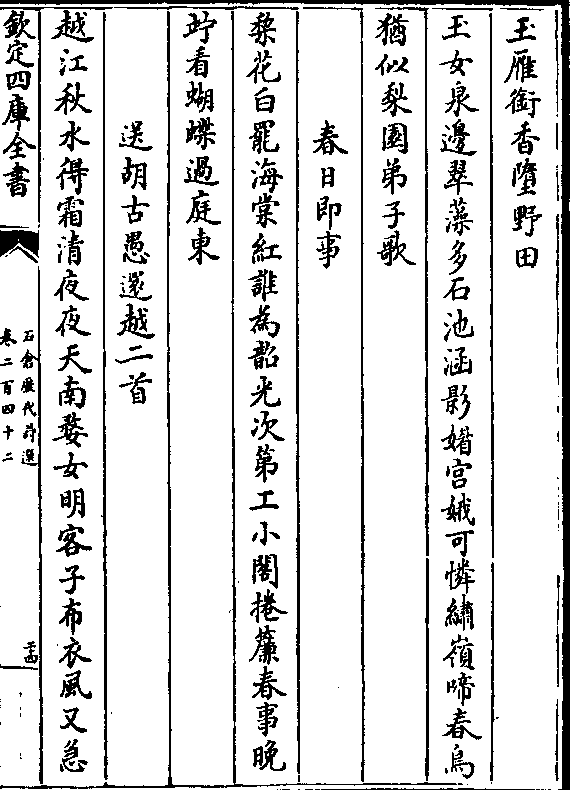 玉雁銜香墮野田
玉女泉邊翠藻多石池涵影媚宫娥可憐繡嶺啼春鳥
猶似梨園弟子歌
春日即事
梨花白罷海棠紅誰為韶光次第工小閣捲簾春事晚
竚看蝴蝶過庭東
送胡古愚還越二首
越江秋水得霜清夜夜天南婺女明客子布衣風又急
欽定四庫全書
石倉歷代詩選
卷二百四十二